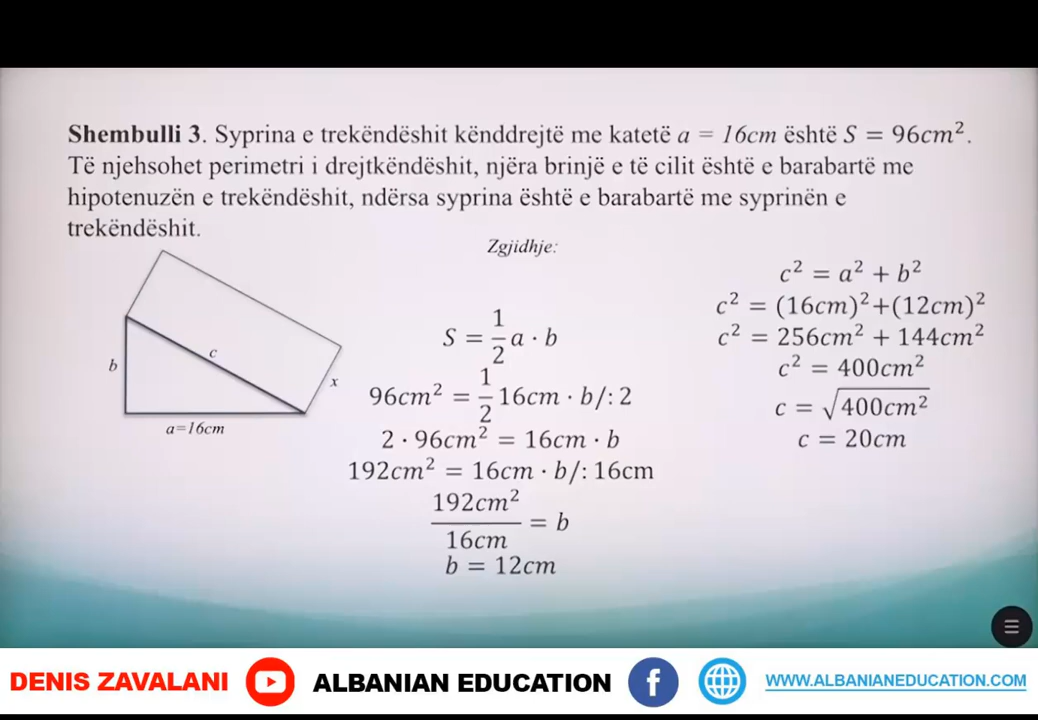 Shembulli 3. Syprina e trekëndëshit kënddrejtë me katetë a = 16cm është S = 96cm².
Të njehsohet perimetri i drejtkëndëshit, njëra brinjë e të cilit është e barabartë me
hipotenuzën e trekëndëshit, ndërsa syprina është e barabartë me syprinën e
trekëndëshit.
Zgjidhje:
b
c
x
a=16cm
S = 1/2 a · b
96cm² = 1/2 16cm · b/: 2
2 · 96cm² = 16cm · b
192cm² = 16cm · b/: 16cm
192cm²/16cm = b
b = 12cm
c² = a² + b²
c² = (16cm)²+(12cm)²
c² = 256cm² + 144cm²
c² = 400cm²
c = √400cm²
c = 20cm
DENIS ZAVALANI ALBANIAN EDUCATION f WWW.ALBANIANEDUCATION.COM